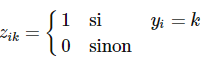 z_{ik} = { 1 si y_i = k
0 sinon